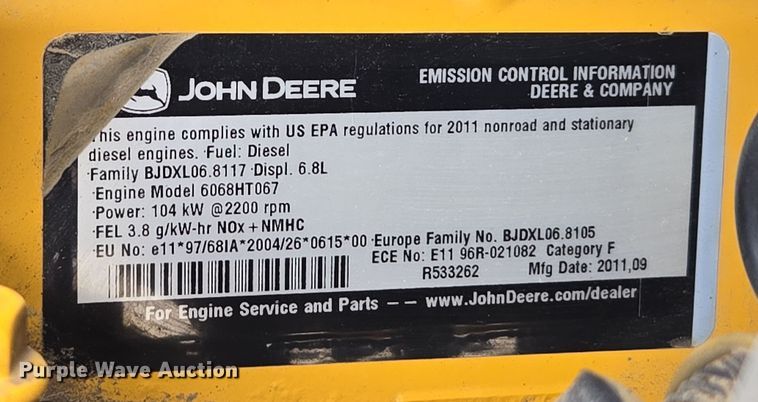 JOHN DEERE
EMISSION CONTROL INFORMATION
DEERE & COMPANY
This engine complies with US EPA regulations for 2011 nonroad and stationary
diesel engines. Fuel: Diesel
Family BJDXL06.8117 Displ. 6.8L
Engine Model 6068HT067
Power: 104 kW @2200 rpm
FEL 3.8 g/kW-hr NOx + NMHC
EU No: e11*97/68IA*2004/26*0615*00 Europe Family No. BJDXL06.8105
ECE No: E11 96R-021082 Category F
R533262 Mfg Date: 2011,09
For Engine Service and Parts -- www.JohnDeere.com/dealer
Purple Wave Auction